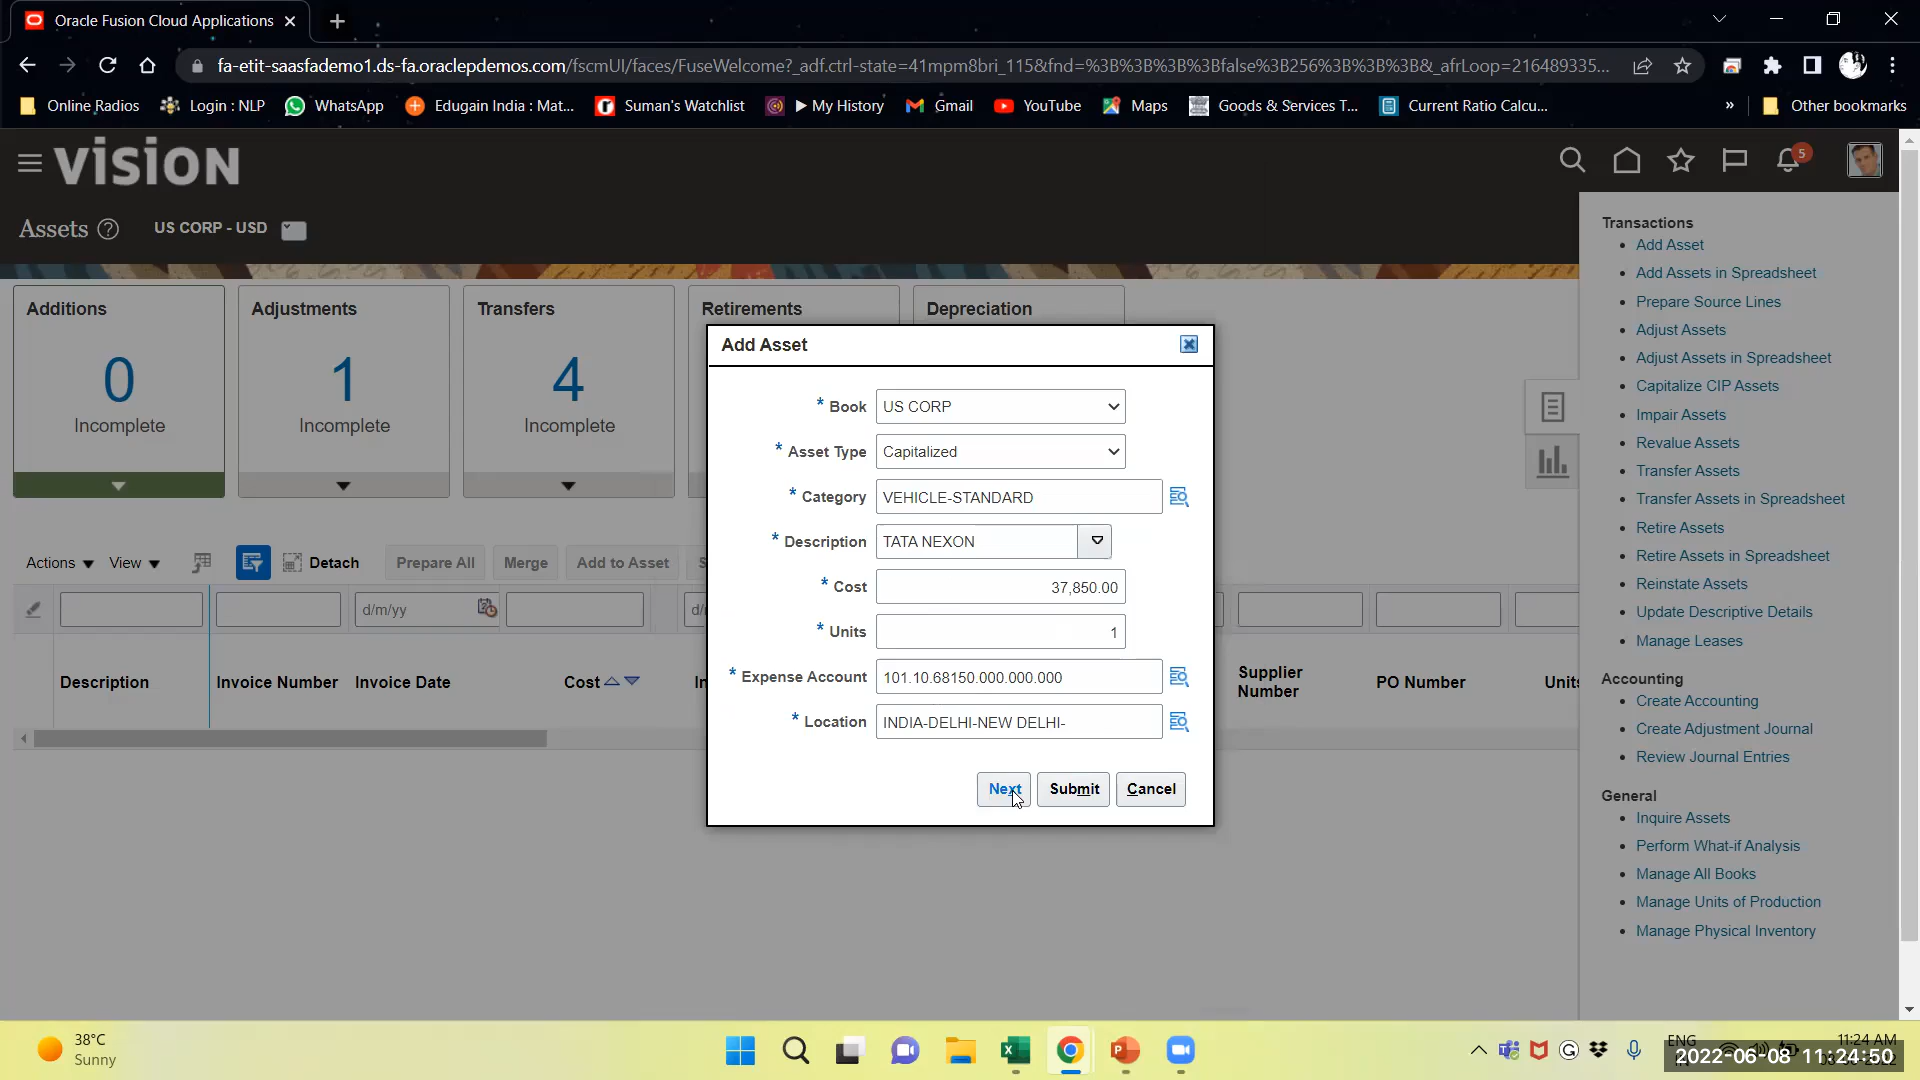 Oracle Fusion Cloud Applications
fa-etit-saasfademo1.ds-fa.oraclepdemos.com/fscmUI/faces/FuseWelcome?_adf.ctrl-state=41mpm8bri_115&fnd=%3B%3B%3B%3Bfalse%3B256%3B%3B%3B&_afrLoop=216489335...
Online Radios Login : NLP WhatsApp Edugain India : Mat... Suman's Watchlist ▶ My History Gmail YouTube Maps Goods & Services T... Current Ratio Calcu... » Other bookmarks
vision
5
Assets US CORP - USD
Additions Adjustments Transfers Retirements Depreciation
0 1 4
Incomplete Incomplete Incomplete
Actions View Detach Prepare All Merge Add to Asset S
d/m/yy d/
Description Invoice Number Invoice Date Cost In Supplier Number PO Number Units
Add Asset
* Book US CORP
* Asset Type Capitalized
* Category VEHICLE-STANDARD
* Description TATA NEXON
* Cost 37,850.00
* Units 1
* Expense Account 101.10.68150.000.000.000
* Location INDIA-DELHI-NEW DELHI-
Next Submit Cancel
Transactions
Add Asset
Add Assets in Spreadsheet
Prepare Source Lines
Adjust Assets
Adjust Assets in Spreadsheet
Capitalize CIP Assets
Impair Assets
Revalue Assets
Transfer Assets
Transfer Assets in Spreadsheet
Retire Assets
Retire Assets in Spreadsheet
Reinstate Assets
Update Descriptive Details
Manage Leases
Accounting
Create Accounting
Create Adjustment Journal
Review Journal Entries
General
Inquire Assets
Perform What-if Analysis
Manage All Books
Manage Units of Production
Manage Physical Inventory
38°C
Sunny
ENG 11:24 AM
2022-06-08 11:24:50